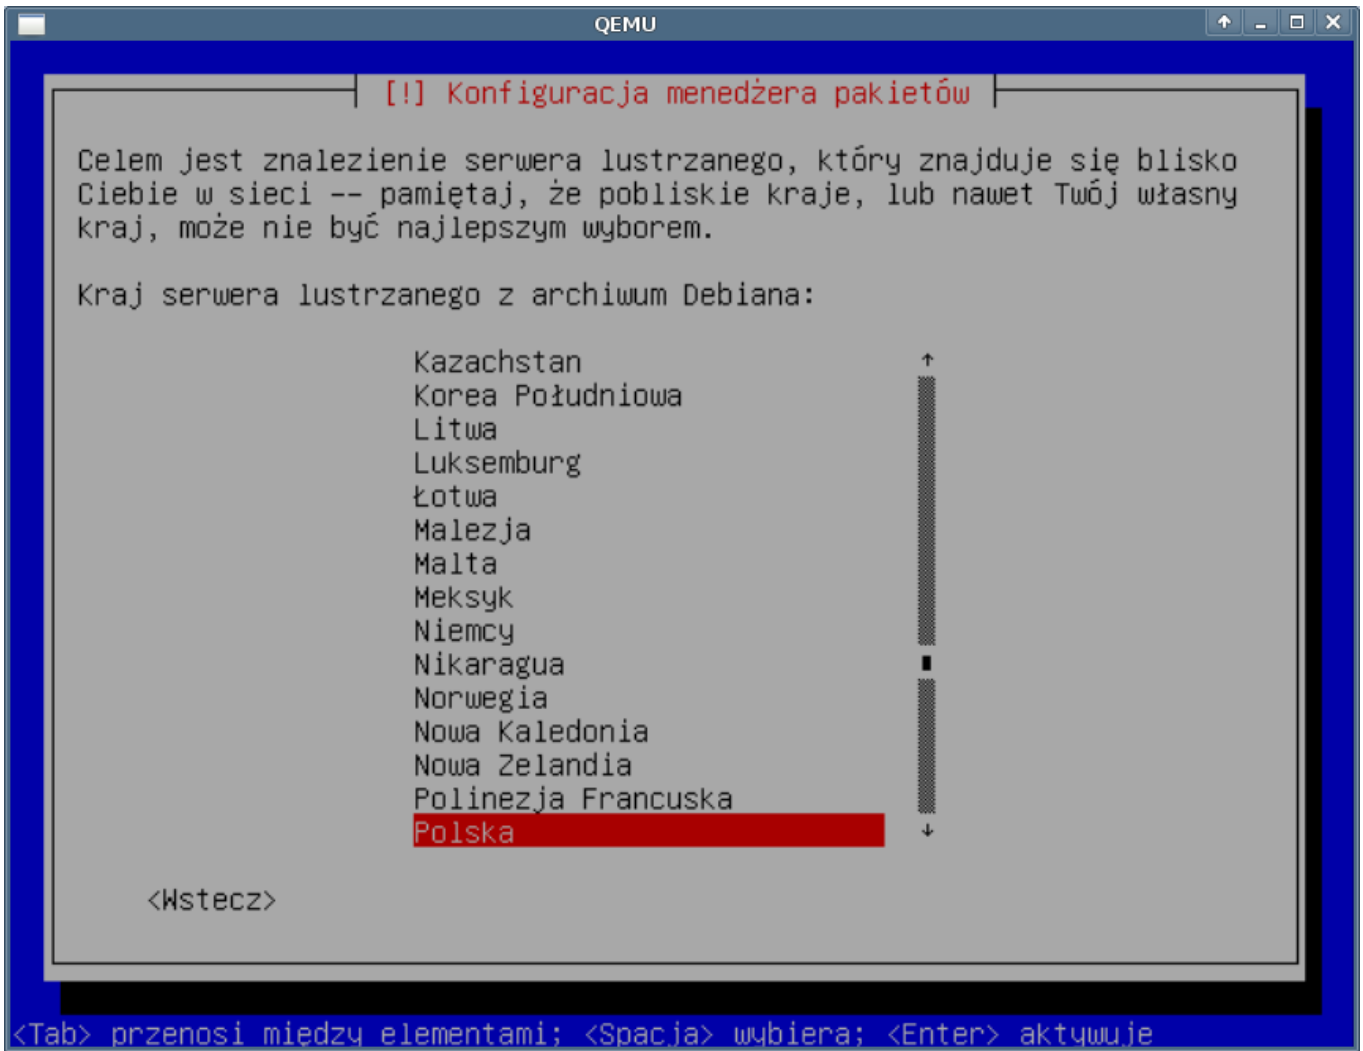 QEMU
[!] Konfiguracja menedżera pakietów
Celem jest znalezienie serwera lustrzanego, który znajduje się blisko
Ciebie w sieci -- pamiętaj, że pobliskie kraje, lub nawet Twój własny
kraj, może nie być najlepszym wyborem.
Kraj serwera lustrzanego z archiwum Debiana:
Kazachstan
Korea Południowa
Litwa
Luksemburg
Łotwa
Malezja
Malta
Meksyk
Niemcy
Nikaragua
Norwegia
Nowa Kaledonia
Nowa Zelandia
Polinezja Francuska
Polska
<Wstecz>
<Tab> przenosi między elementami; <Spacja> wybiera; <Enter> aktywuje